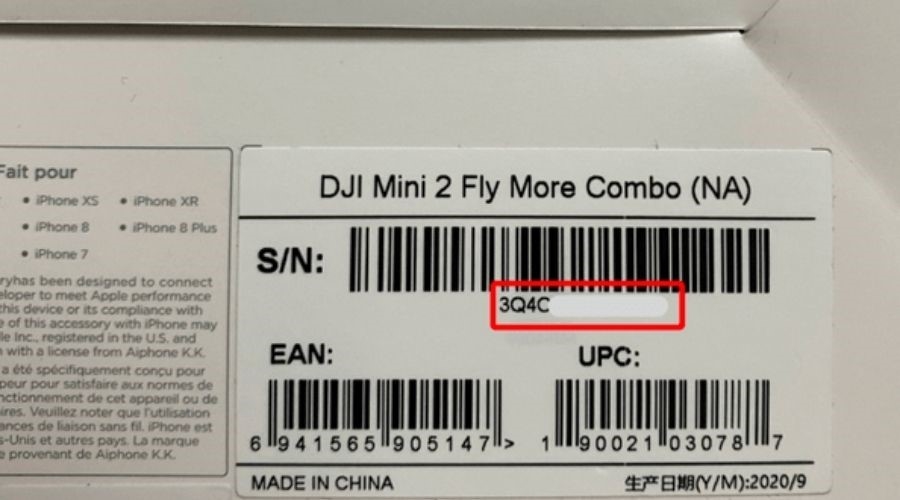 Fait pour
• iPhone XS • iPhone XR
• iPhone 8 • iPhone 8 Plus
• iPhone 7
ryhas been designed to connect
eloper to meet Apple performance
this device or its compliance with
e of this accessory with iPhone may
le Inc., registered in the U.S. and
n with a license from Aiphone K.K.
a été spécifiquement conçu pour
peur pour satisfaire aux normes de
nctionnement de cet appareil ou de
ires. Veuillez noter que l'utilisation
ances de liaison sans fil. iPhone est
s-Unis et autres pays. La marque
e provenant de Aiphone K.K.
DJI Mini 2 Fly More Combo (NA)
S/N:
3Q4C
EAN:
6 941565 905147 >
UPC:
1 90021 03078 7
MADE IN CHINA
生产日期(Y/M):2020/9